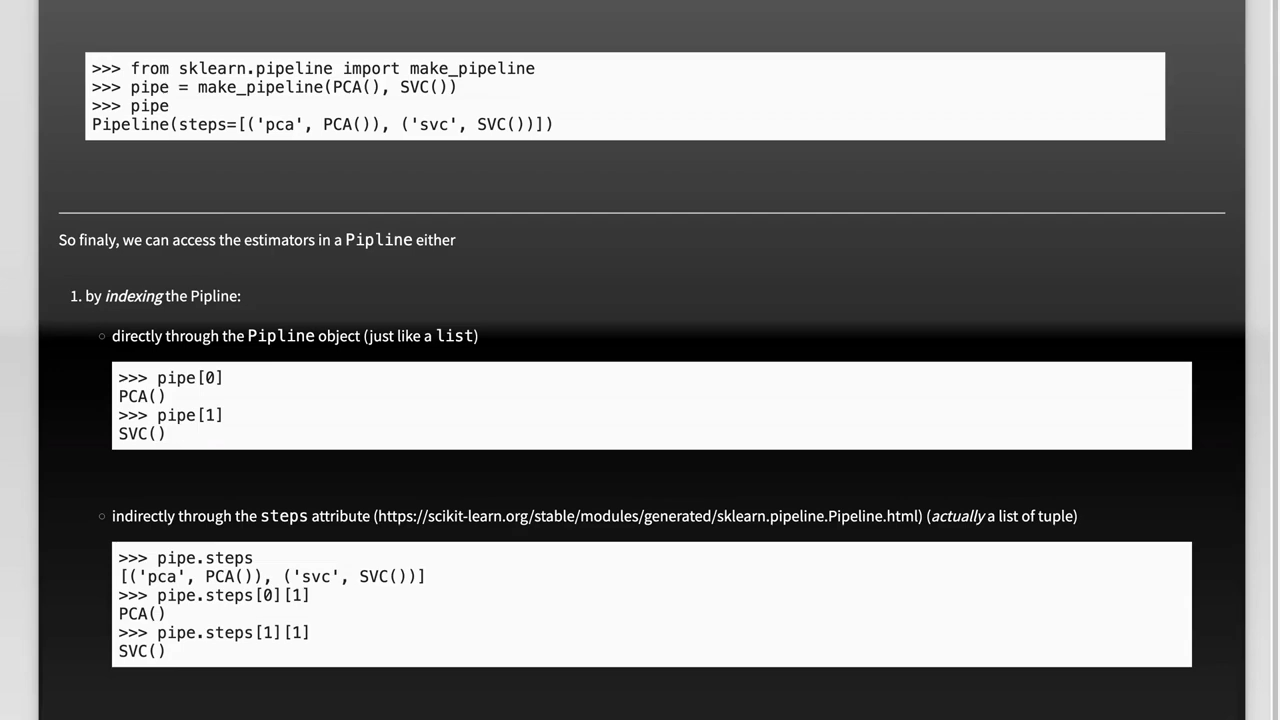 >>> from sklearn.pipeline import make_pipeline
>>> pipe = make_pipeline(PCA(), SVC())
>>> pipe
Pipeline(steps=[('pca', PCA()), ('svc', SVC())])
So finaly, we can access the estimators in a Pipline either
1. by indexing the Pipline:
○ directly through the Pipline object (just like a list)
>>> pipe[0]
PCA()
>>> pipe[1]
SVC()
○ indirectly through the steps attribute (https://scikit-learn.org/stable/modules/generated/sklearn.pipeline.Pipeline.html) (actually a list of tuple)
>>> pipe.steps
[('pca', PCA()), ('svc', SVC())]
>>> pipe.steps[0][1]
PCA()
>>> pipe.steps[1][1]
SVC()